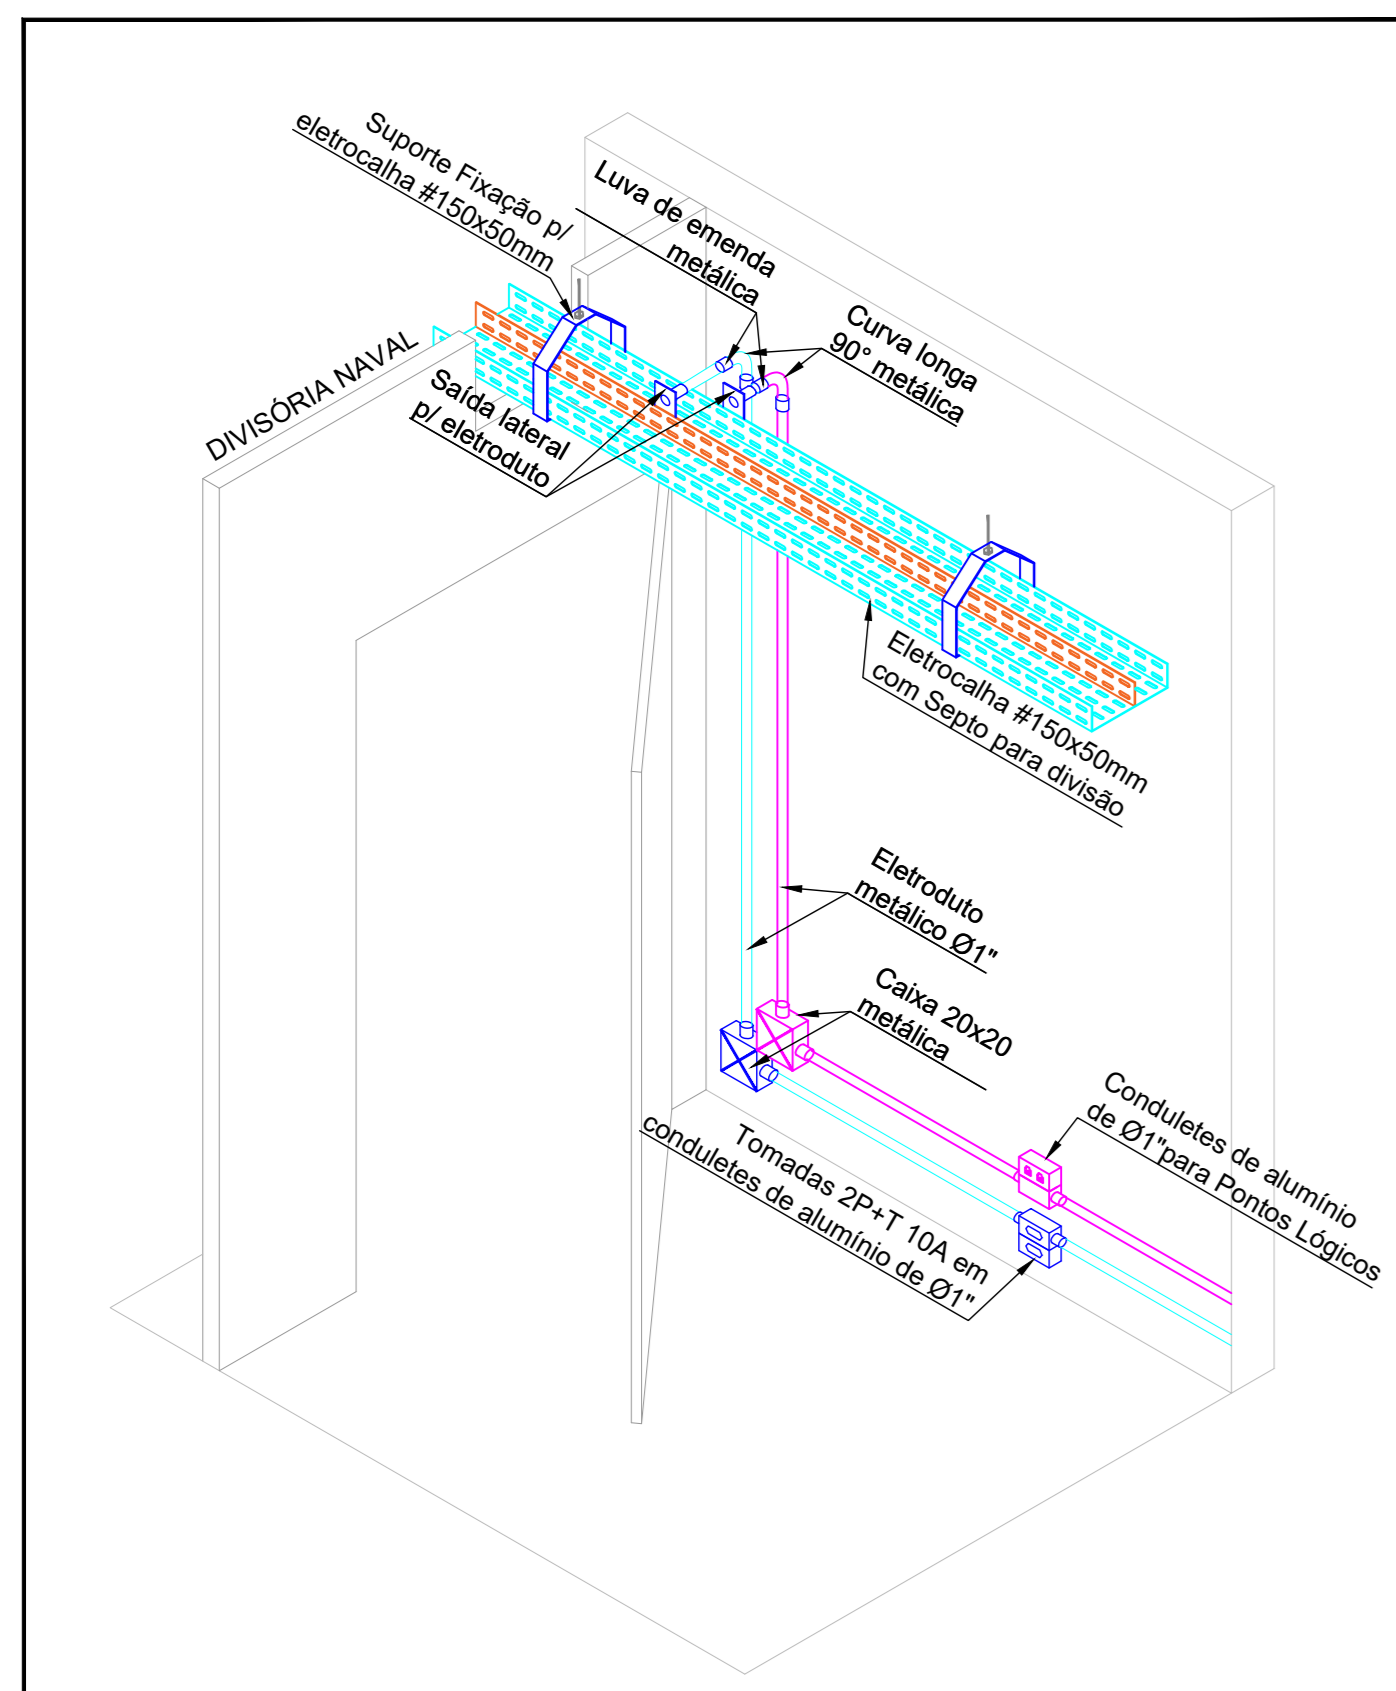 Suporte Fixação p/
eletrocalha #150x50mm
Luva de emenda
metálica
Curva longa
90° metálica
DIVISÓRIA NAVAL
Saída lateral
p/ eletroduto
Eletrocalha #150x50mm
com Septo para divisão
Eletroduto
metálico Ø1"
Caixa 20x20
metálica
Conduletes de alumínio
de Ø1"para Pontos Lógicos
Tomadas 2P+T 10A em
conduletes de alumínio de Ø1"